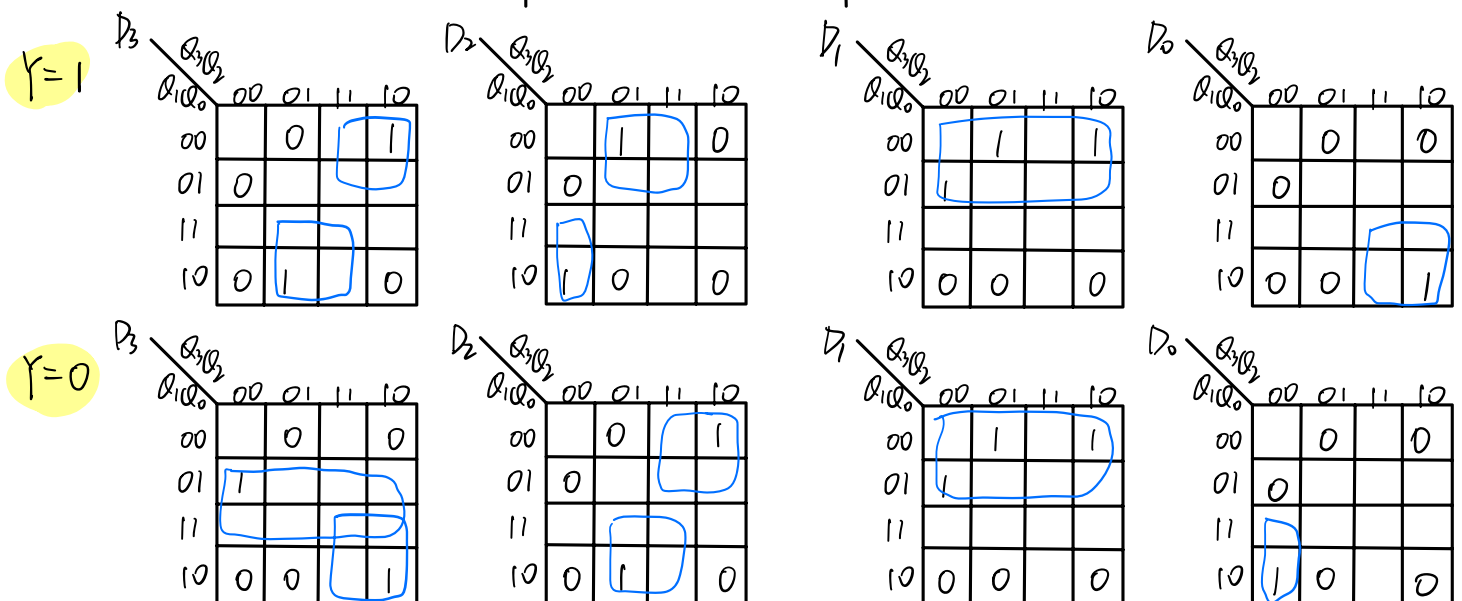 Y=1
D₃ Q₃Q₂ D₂ Q₃Q₂ D₁ Q₃Q₂ D₀ Q₃Q₂
Q₁Q₀ 00 01 11 10 Q₁Q₀ 00 01 11 10 Q₁Q₀ 00 01 11 10 Q₁Q₀ 00 01 11 10
00 0 1 00 1 0 00 1 1 00 0 0
01 0 01 0 01 1 01 0
11 11 11 11
10 0 1 0 10 1 0 0 10 0 0 0 10 0 0 1
Y=0
D₃ Q₃Q₂ D₂ Q₃Q₂ D₁ Q₃Q₂ D₀ Q₃Q₂
Q₁Q₀ 00 01 11 10 Q₁Q₀ 00 01 11 10 Q₁Q₀ 00 01 11 10 Q₁Q₀ 00 01 11 10
00 0 0 00 0 1 00 1 1 00 0 0
01 1 01 0 01 1 01 0
11 11 11 11
10 0 0 1 10 0 1 0 10 0 0 0 10 1 0 0